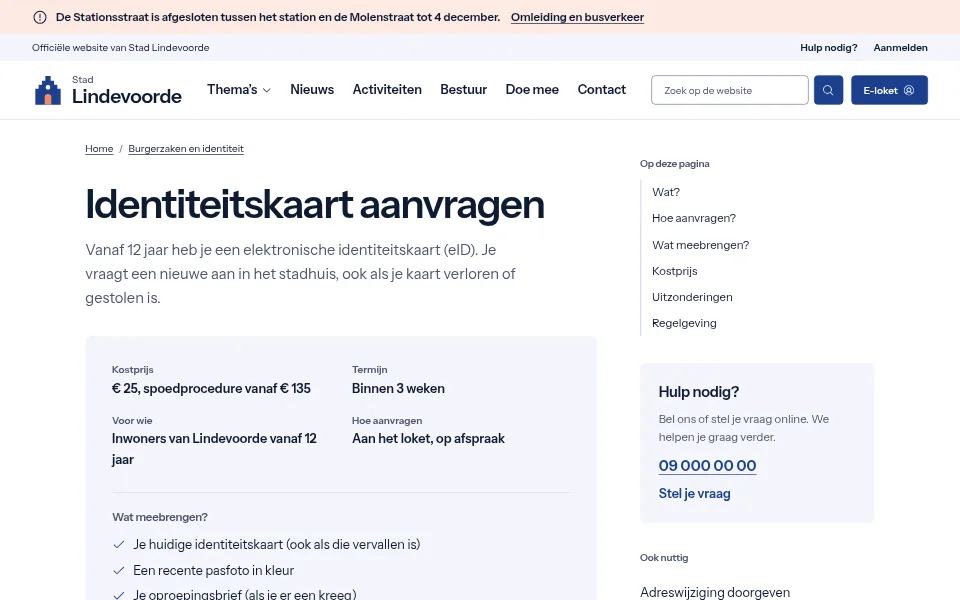 De Stationsstraat is afgesloten tussen het station en de Molenstraat tot 4 december. Omleiding en busverkeer
Officiële website van Stad Lindevoorde
Hulp nodig? Aanmelden
Stad
Lindevoorde
Thema's Nieuws Activiteiten Bestuur Doe mee Contact
Zoek op de website
E-loket
Home / Burgerzaken en identiteit
Identiteitskaart aanvragen
Vanaf 12 jaar heb je een elektronische identiteitskaart (eID). Je
vraagt een nieuwe aan in het stadhuis, ook als je kaart verloren of
gestolen is.
Kostprijs
€ 25, spoedprocedure vanaf € 135
Termijn
Binnen 3 weken
Voor wie
Inwoners van Lindevoorde vanaf 12
jaar
Hoe aanvragen
Aan het loket, op afspraak
Wat meebrengen?
Je huidige identiteitskaart (ook als die vervallen is)
Een recente pasfoto in kleur
Je oproepingsbrief (als je er een kreeg)
Op deze pagina
Wat?
Hoe aanvragen?
Wat meebrengen?
Kostprijs
Uitzonderingen
Regelgeving
Hulp nodig?
Bel ons of stel je vraag online. We
helpen je graag verder.
09 000 00 00
Stel je vraag
Ook nuttig
Adreswijziging doorgeven